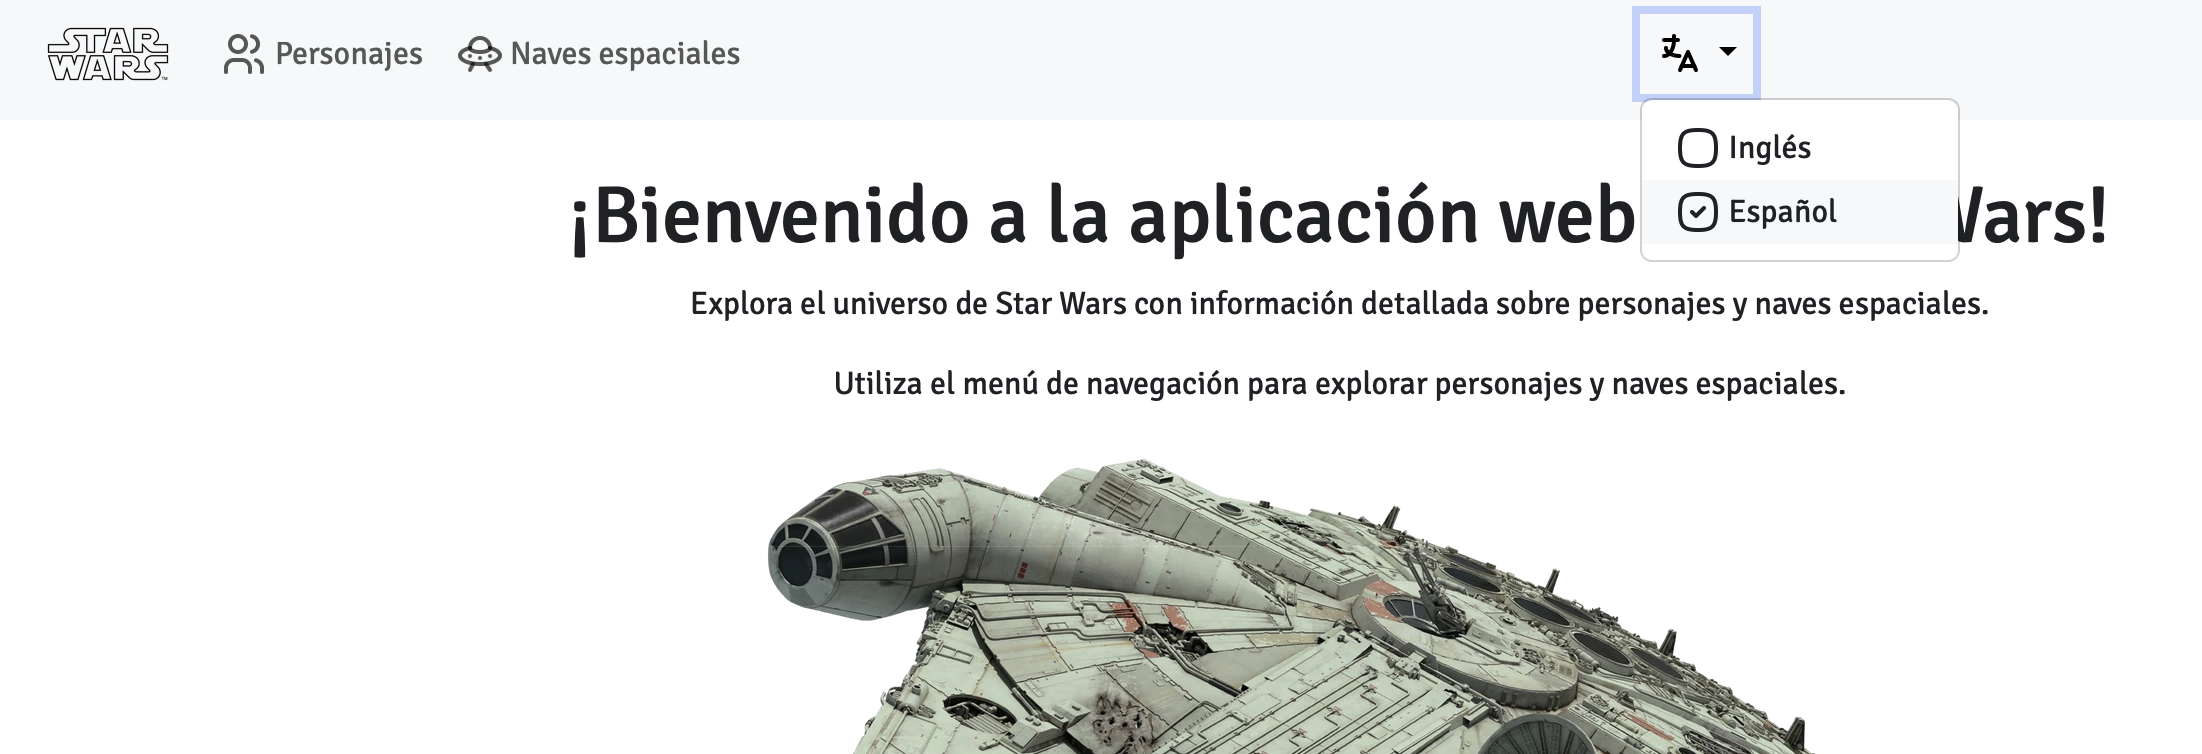 STAR
WARS
Personajes
Naves espaciales
Inglés
Español
¡Bienvenido a la aplicación web
Wars!
Explora el universo de Star Wars con información detallada sobre personajes y naves espaciales.
Utiliza el menú de navegación para explorar personajes y naves espaciales.